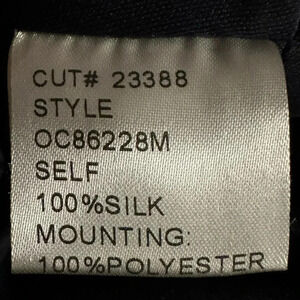 CUT# 23388
STYLE
OC86228M
SELF
100%SILK
MOUNTING:
100%POLYESTER